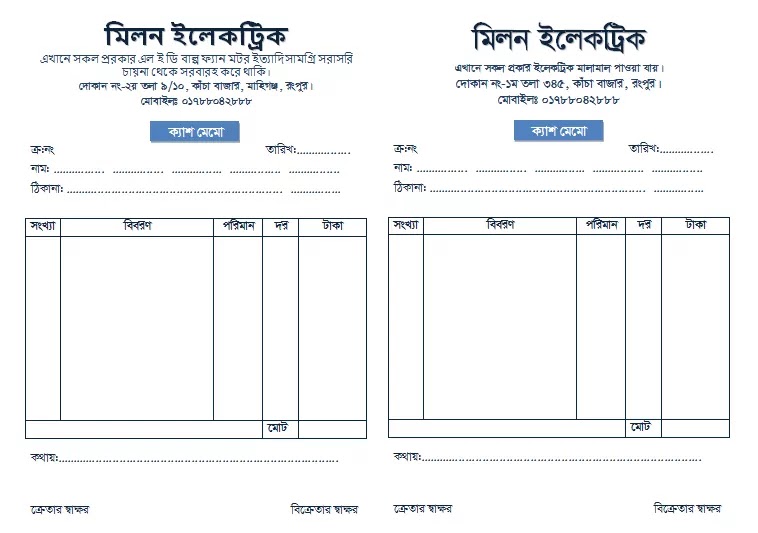 মিলন ইলেকট্রিক
এখানে সকল প্ররকার এল ই ডি বাল্ব ফ্যান মটর ইত্যাদি সামগ্রি সরাসরি
চায়না থেকে সরবারহ করে থাকি।
দোকান নং-২য় তলা ৯/১০, কাঁচা বাজার, মাহিগঞ্জ, রংপুর।
মোবাইলঃ ০১৭৮৮০৪২৮৮৮
ক্যাশ মেমো
ক্র:নং তারিখ:..................
নাম: ................. ................. ................. ................. .................
ঠিকানা: ........................................................................ .................
সংখ্যা বিবরণ পরিমান দর টাকা
মোট
কথায়:.............................................................................................
ক্রেতার স্বাক্ষর বিক্রেতার স্বাক্ষর
মিলন ইলেকট্রিক
এখানে সকল প্রকার ইলেকট্রিক মালামাল পাওয়া যায়।
দোকান নং-১ম তলা ৩৪৫, কাঁচা বাজার, রংপুর।
মোবাইলঃ ০১৭৮৮০৪২৮৮৮
ক্যাশ মেমো
ক্র:নং তারিখ:..................
নাম: ................. ................. ................. ................. .................
ঠিকানা: ........................................................................ .................
সংখ্যা বিবরণ পরিমান দর টাকা
মোট
কথায়:.............................................................................................
ক্রেতার স্বাক্ষর বিক্রেতার স্বাক্ষর